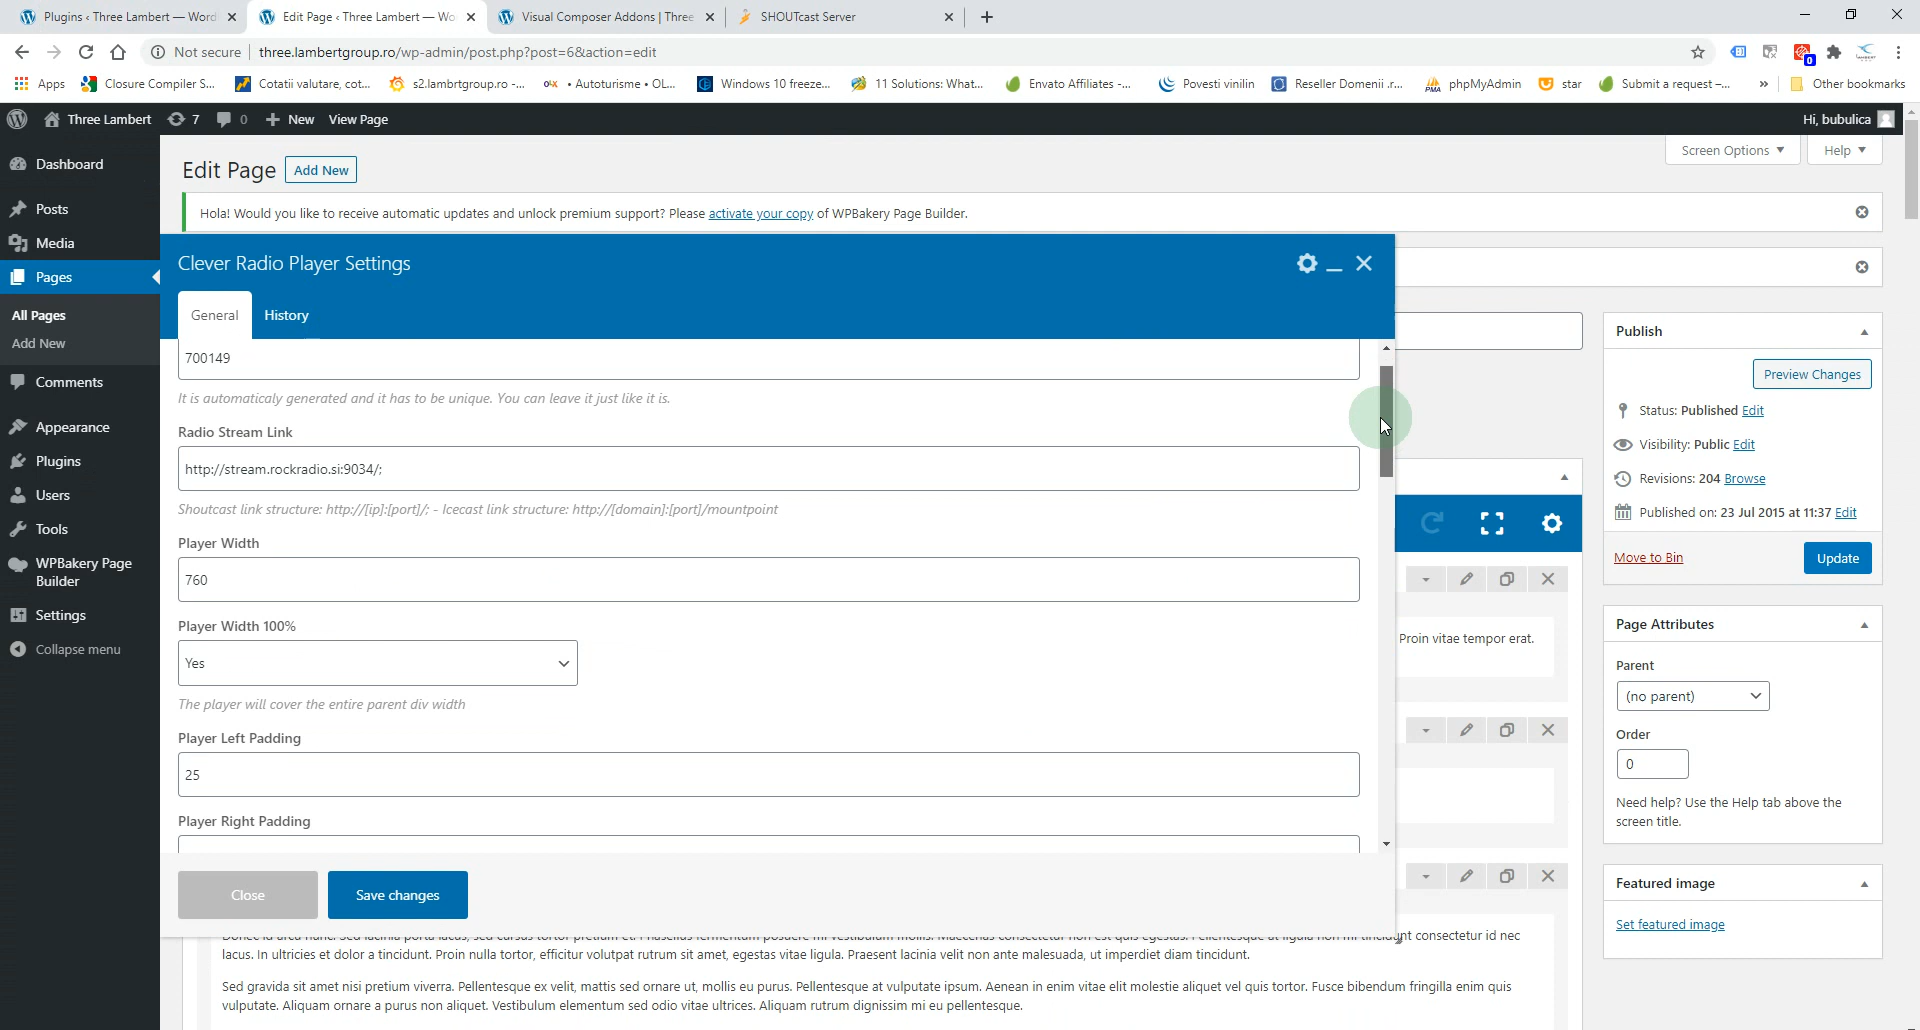 Plugins ‹ Three Lambert — Word
Edit Page ‹ Three Lambert — Wo
Visual Composer Addons | Three
SHOUTcast Server
Not secure
three.lambertgroup.ro/wp-admin/post.php?post=6&action=edit
Apps
Closure Compiler S...
Cotatii valutare, cot...
s2.lambrtgroup.ro -...
• Autoturisme • OL...
Windows 10 freeze...
11 Solutions: What...
Envato Affiliates -...
Povesti vinilin
Reseller Domenii .r...
phpMyAdmin
star
Submit a request –...
»
Other bookmarks
Three Lambert
7
0
New
View Page
Hi, bubulica
Dashboard
Posts
Media
Pages
All Pages
Add New
Comments
Appearance
Plugins
Users
Tools
WPBakery Page
Builder
Settings
Collapse menu
Edit Page
Add New
Screen Options
Help
Hola! Would you like to receive automatic updates and unlock premium support? Please activate your copy of WPBakery Page Builder.
Clever Radio Player Settings
General
History
700149
It is automaticaly generated and it has to be unique. You can leave it just like it is.
Radio Stream Link
http://stream.rockradio.si:9034/;
Shoutcast link structure: http://[ip]:[port]/; - Icecast link structure: http://[domain]:[port]/mountpoint
Player Width
760
Player Width 100%
Yes
The player will cover the entire parent div width
Player Left Padding
25
Player Right Padding
Close
Save changes
Proin vitae tempor erat.
Publish
Preview Changes
Status: Published Edit
Visibility: Public Edit
Revisions: 204 Browse
Published on: 23 Jul 2015 at 11:37 Edit
Move to Bin
Update
Page Attributes
Parent
(no parent)
Order
0
Need help? Use the Help tab above the
screen title.
Featured image
Set featured image
consectetur id nec
lacus. In ultricies et dolor a tincidunt. Proin nulla tortor, efficitur volutpat rutrum sit amet, egestas vitae ligula. Praesent lacinia velit non ante malesuada, ut imperdiet diam tincidunt.
Sed gravida sit amet nisi pretium viverra. Pellentesque ex velit, mattis sed ornare ut, mollis eu purus. Pellentesque at vulputate ipsum. Aenean in enim vitae elit molestie aliquet vel quis tortor. Fusce bibendum fringilla enim quis
vulputate. Aliquam ornare a purus non aliquet. Vestibulum elementum sed odio vitae ultrices. Aliquam rutrum dignissim mi eu pellentesque.